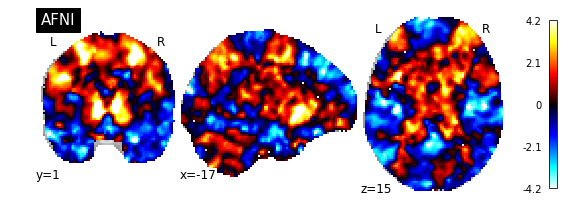 AFNI
L R L R
y=1 x=-17 z=15
4.2
2.1
0
-2.1
-4.2